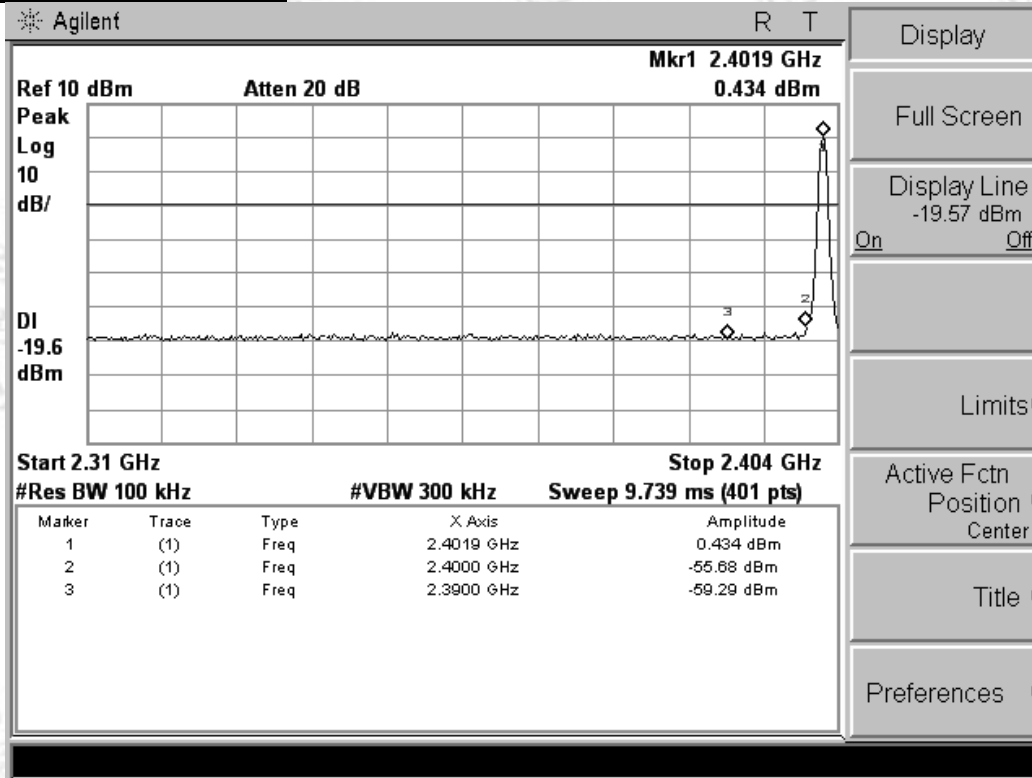 Agilent R T
Mkr1 2.4019 GHz
Ref 10 dBm Atten 20 dB 0.434 dBm
Peak
Log
10
dB/
3
2
DI
-19.6
dBm
Start 2.31 GHz Stop 2.404 GHz
#Res BW 100 kHz #VBW 300 kHz Sweep 9.739 ms (401 pts)
Marker Trace Type X Axis Amplitude
1 (1) Freq 2.4019 GHz 0.434 dBm
2 (1) Freq 2.4000 GHz -55.68 dBm
3 (1) Freq 2.3900 GHz -59.29 dBm
Display
Full Screen
Display Line
-19.57 dBm
On Off
Limits
Active Fctn
Position
Center
Title
Preferences